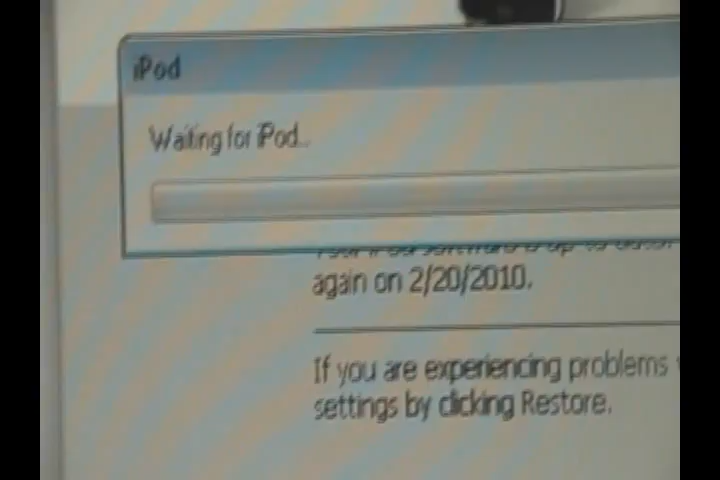 iPod
Waiting for iPod..
again on 2/20/2010.
If you are experiencing problems
settings by clicking Restore.